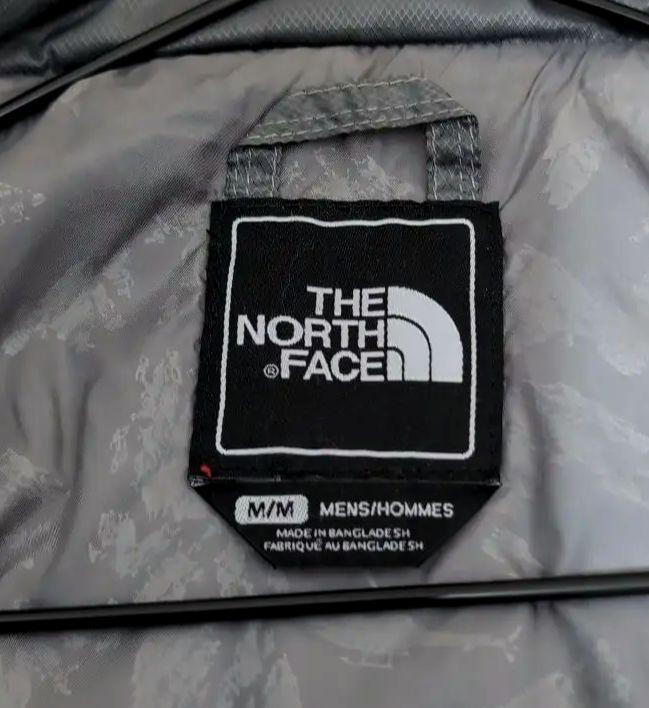 THE
NORTH
®FACE
M/M MENS/HOMMES
MADE IN BANGLADESH
FABRIQUÉ AU BANGLADESH